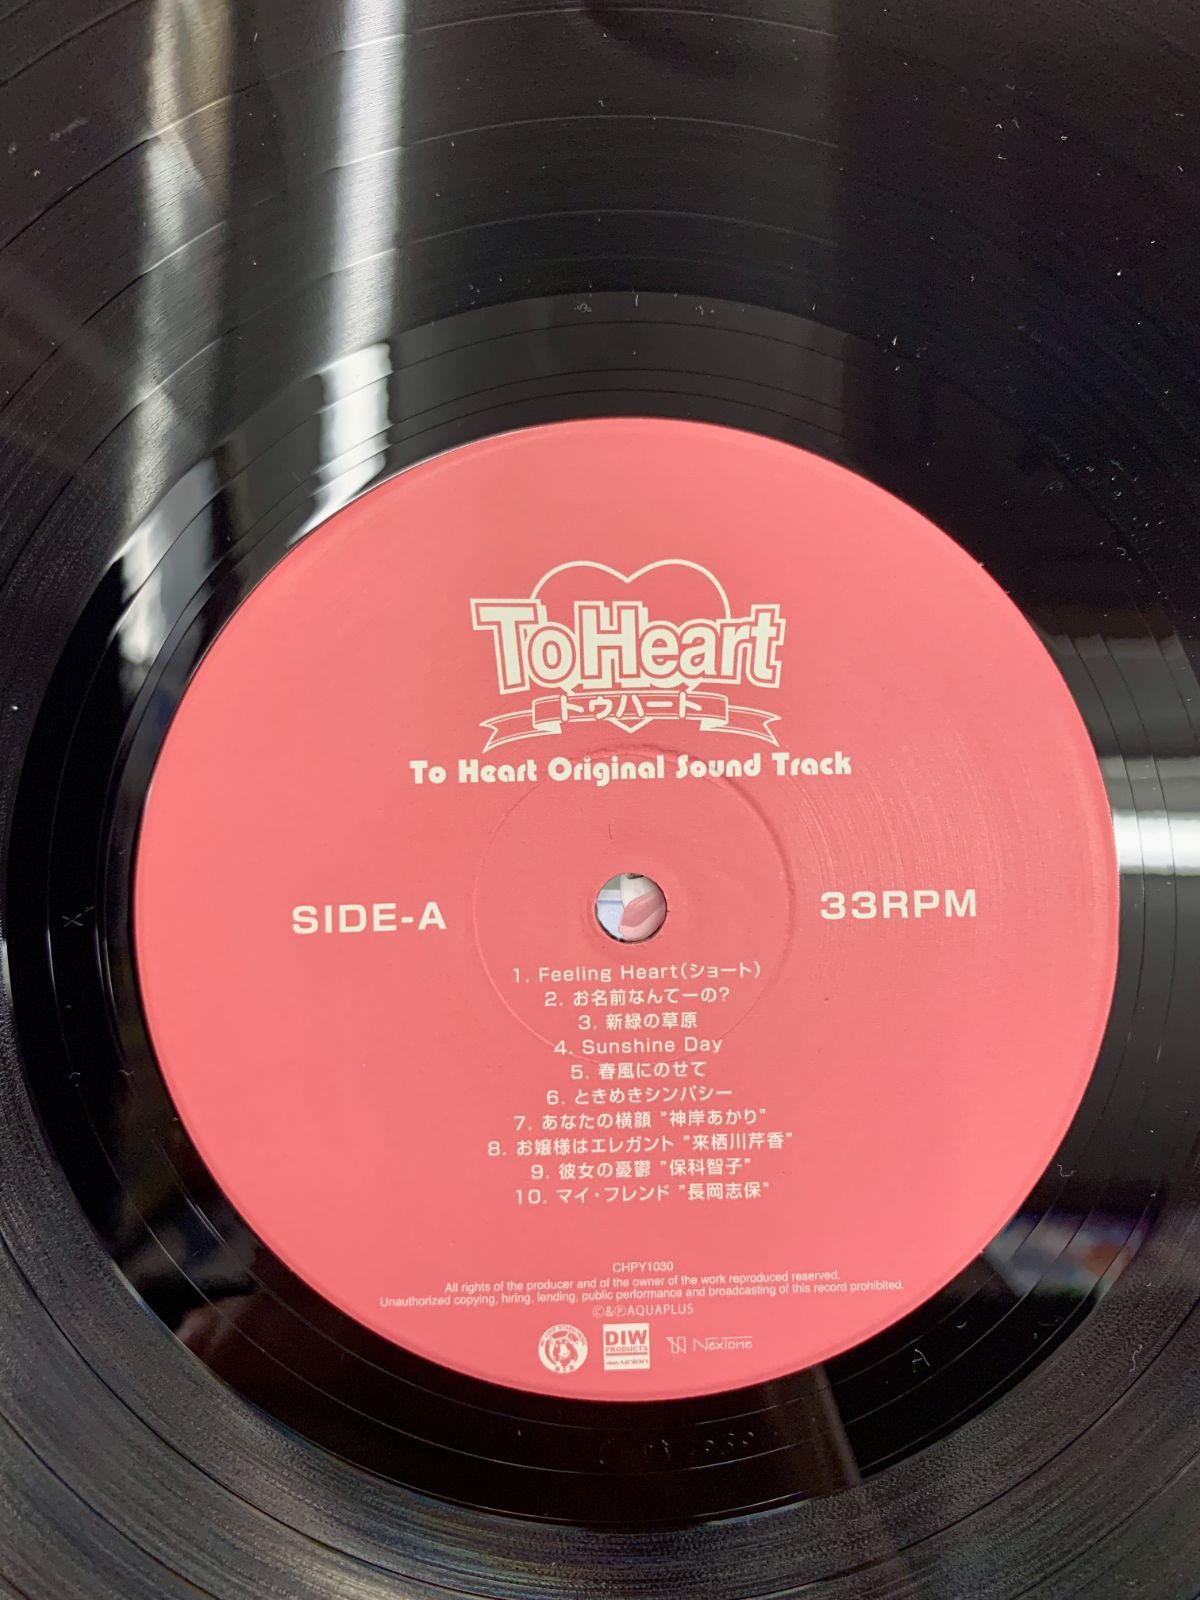 To Heart
トゥハート
To Heart Original Sound Track
SIDE-A
33RPM
1. Feeling Heart(ショート)
2. お名前なんてーの?
3. 新緑の草原
4. Sunshine Day
5. 春風にのせて
6. ときめきシンパシー
7. あなたの横顔 "神岸あかり"
8. お嬢様はエレガント "来栖川芹香"
9. 彼女の憂鬱 "保科智子"
10. マイ・フレンド "長岡志保"
CHPY1030
All rights of the producer and of the owner of the work reproduced reserved.
Unauthorized copying, hiring, lending, public performance and broadcasting of this record prohibited.
©&℗AQUAPLUS
DIW
PRODUCTS
union
NexTone
A